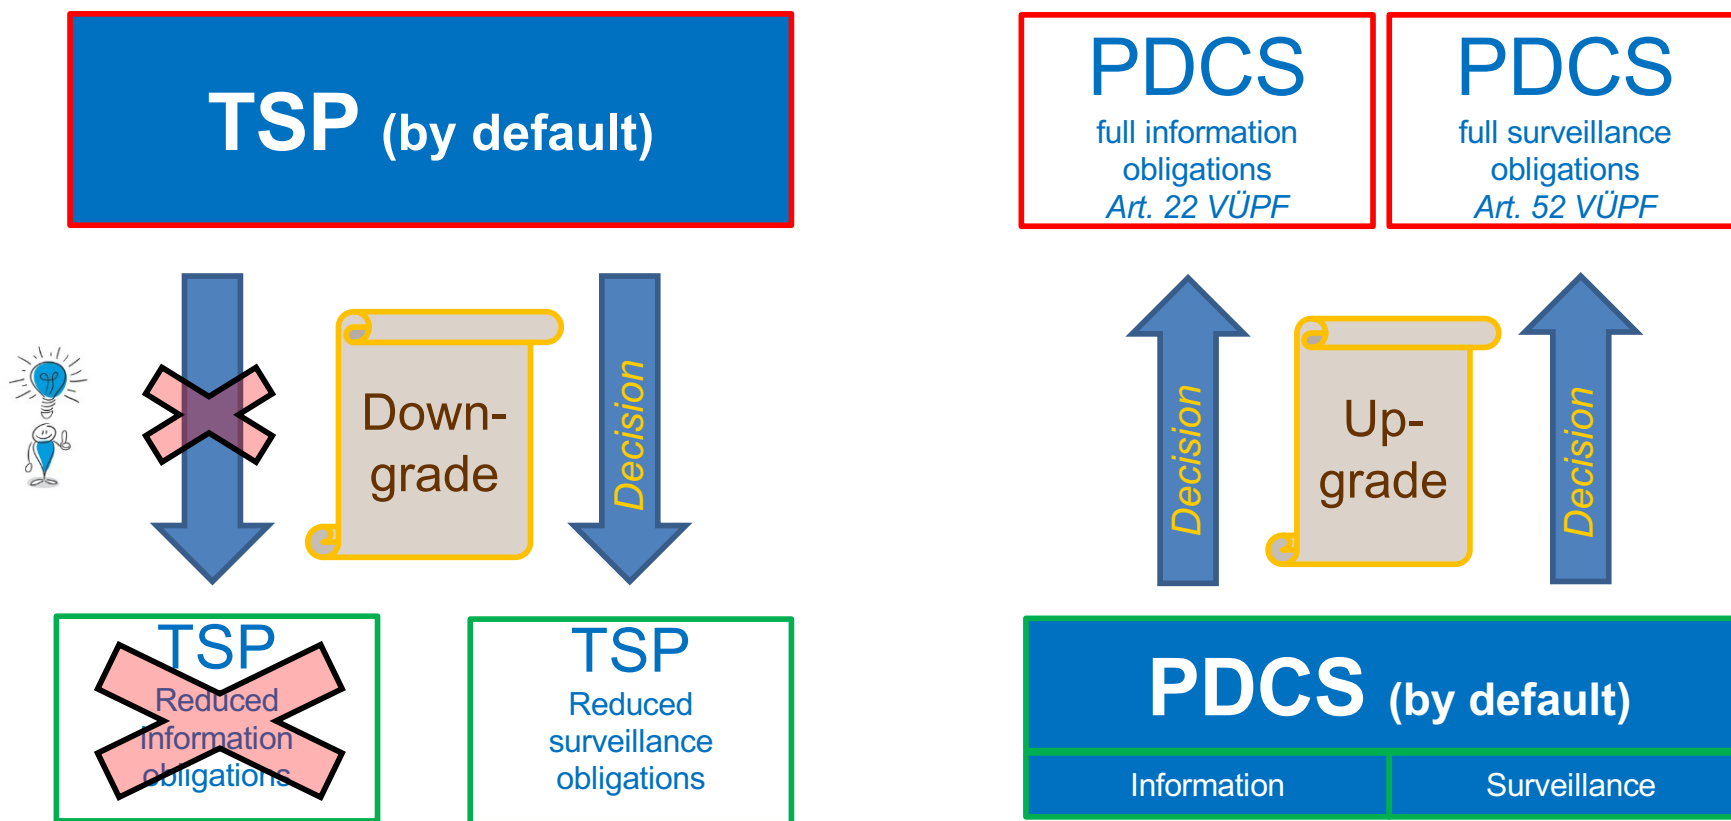 TSP (by default)
Down-
grade
Decision
TSP
Reduced
Information
obligations
TSP
Reduced
surveillance
obligations
PDCS
full information
obligations
Art. 22 VÜPF
PDCS
full surveillance
obligations
Art. 52 VÜPF
Decision
Up-
grade
Decision
PDCS (by default)
Information
Surveillance